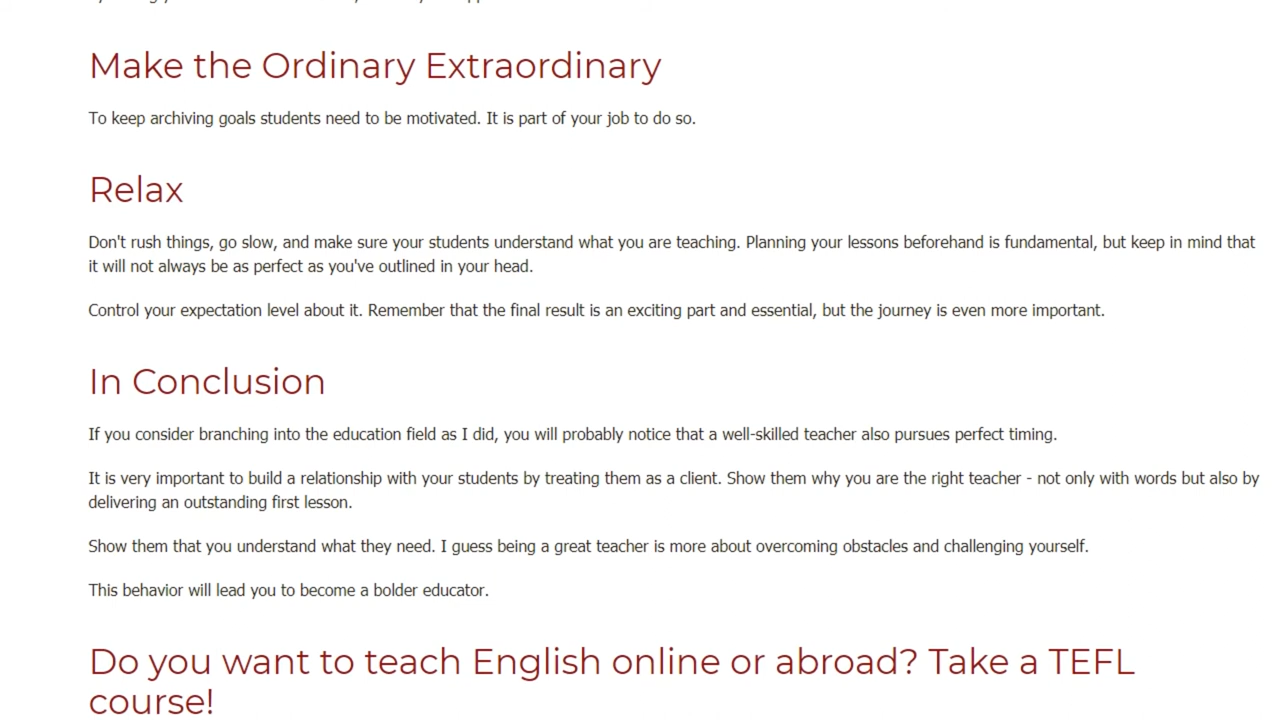 Make the Ordinary Extraordinary
To keep archiving goals students need to be motivated. It is part of your job to do so.
Relax
Don't rush things, go slow, and make sure your students understand what you are teaching. Planning your lessons beforehand is fundamental, but keep in mind that
it will not always be as perfect as you've outlined in your head.
Control your expectation level about it. Remember that the final result is an exciting part and essential, but the journey is even more important.
In Conclusion
If you consider branching into the education field as I did, you will probably notice that a well-skilled teacher also pursues perfect timing.
It is very important to build a relationship with your students by treating them as a client. Show them why you are the right teacher - not only with words but also by
delivering an outstanding first lesson.
Show them that you understand what they need. I guess being a great teacher is more about overcoming obstacles and challenging yourself.
This behavior will lead you to become a bolder educator.
Do you want to teach English online or abroad? Take a TEFL
course!